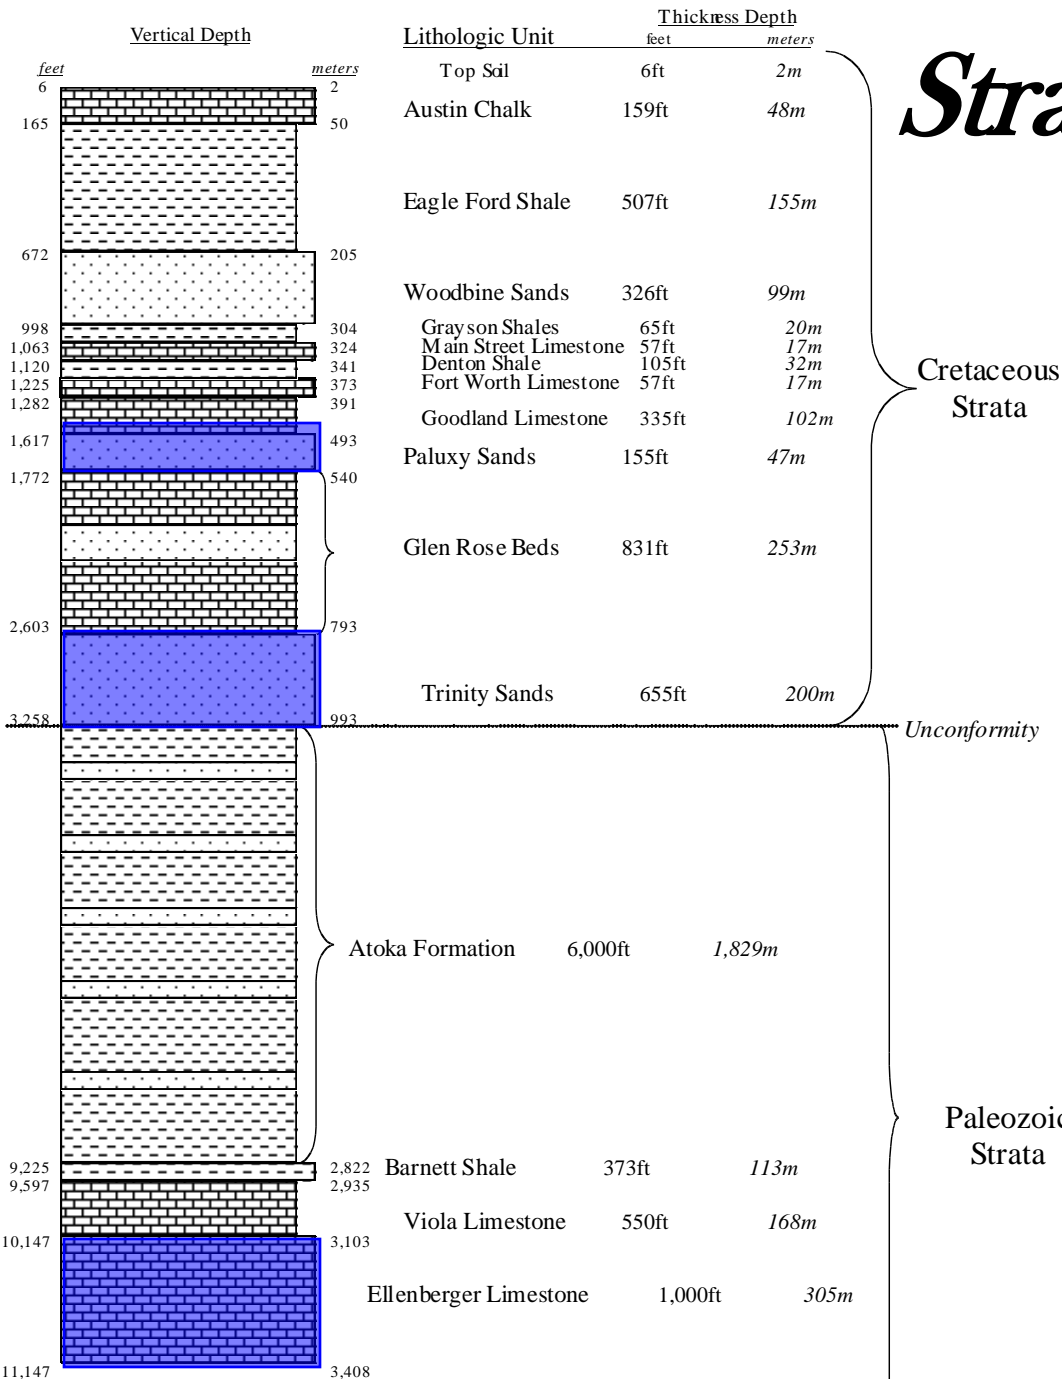 Vertical Depth
Thickness Depth
Lithologic Unit feet meters
feet meters
Top Soil 6ft 2m
6 2
Austin Chalk 159ft 48m
165 50
Eagle Ford Shale 507ft 155m
672 205
Woodbine Sands 326ft 99m
998 304 Grayson Shales 65ft 20m
1,063 324 Main Street Limestone 57ft 17m
1,120 341 Denton Shale 105ft 32m
1,225 373 Fort Worth Limestone 57ft 17m
1,282 391
Goodland Limestone 335ft 102m
1,617 493
Paluxy Sands 155ft 47m
1,772 540
Glen Rose Beds 831ft 253m
2,603 793
Trinity Sands 655ft 200m
3,258 993
Cretaceous
Strata
Unconformity
Atoka Formation 6,000ft 1,829m
Paleozoic
Strata
9,225 2,822 Barnett Shale 373ft 113m
9,597 2,935
Viola Limestone 550ft 168m
10,147 3,103
Ellenberger Limestone 1,000ft 305m
11,147 3,408